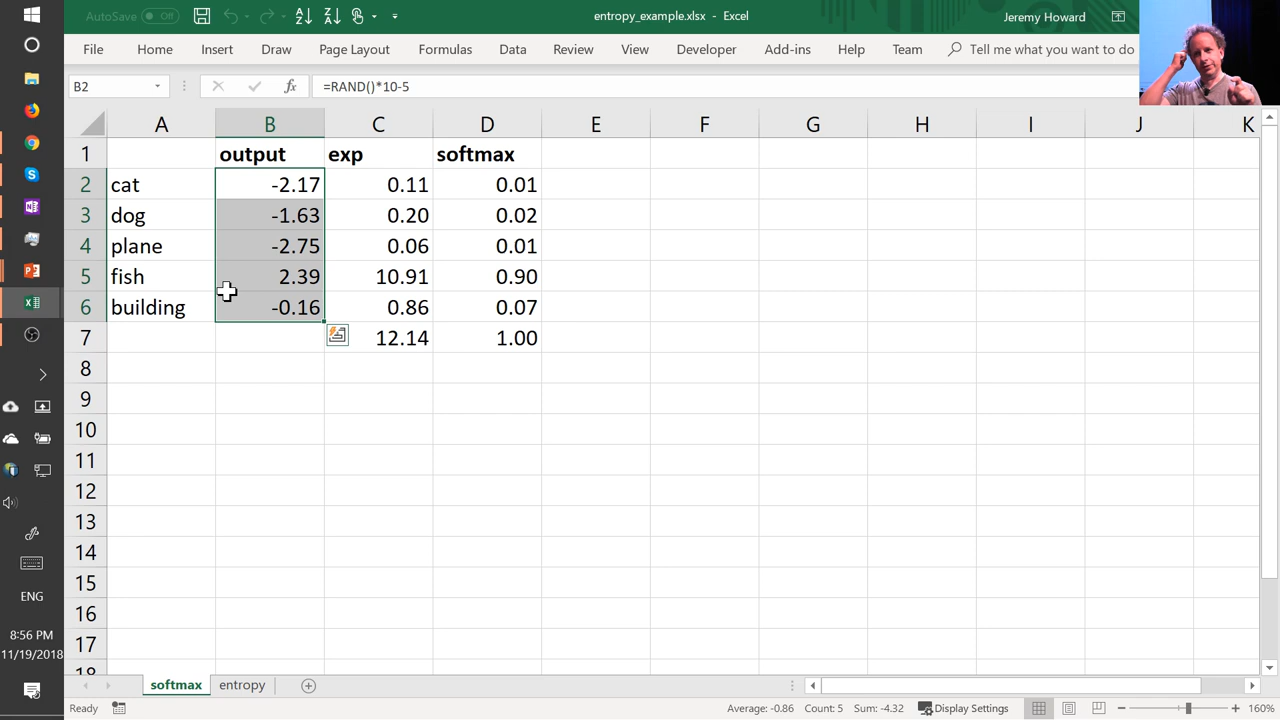 AutoSave Off entropy_example.xlsx - Excel Jeremy Howard
File Home Insert Draw Page Layout Formulas Data Review View Developer Add-ins Help Team Tell me what you want to do
B2 fx =RAND()*10-5
A B C D E F G H I J K
1 output exp softmax
2 cat -2.17 0.11 0.01
3 dog -1.63 0.20 0.02
4 plane -2.75 0.06 0.01
5 fish 2.39 10.91 0.90
6 building -0.16 0.86 0.07
7 12.14 1.00
8
9
10
11
12
13
14
15
16
17
18
ENG
8:56 PM
11/19/2018
softmax entropy
Ready Average: -0.86 Count: 5 Sum: -4.32 Display Settings 160%